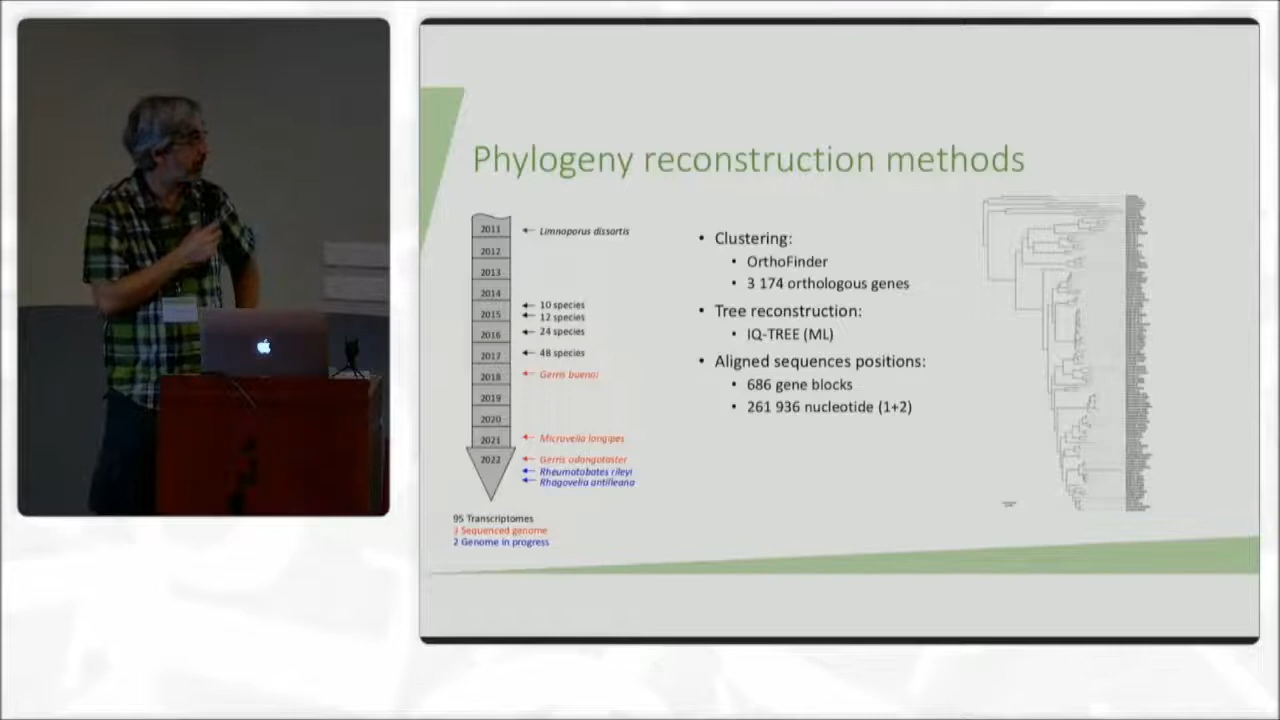 Phylogeny reconstruction methods
2011
2012
2013
2014
2015
2016
2017
2018
2019
2020
2021
2022
Limnoporus dissortis
10 species
12 species
24 species
48 species
Gerris buenoi
Microvelia longipes
Gerris odongotaster
Rheumatobates rileyi
Rhagovelia antilleana
95 Transcriptomes
3 Sequenced genome
2 Genome in progress
• Clustering:
• OrthoFinder
• 3 174 orthologous genes
• Tree reconstruction:
• IQ-TREE (ML)
• Aligned sequences positions:
• 686 gene blocks
• 261 936 nucleotide (1+2)